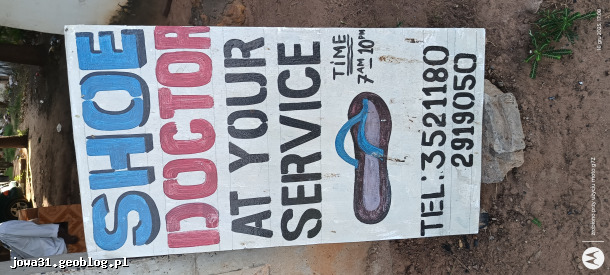 SHOE
DOCTOR
AT YOUR
SERVICE
TIME
7AM-10PM
TEL: 3521180
2919050
jowa31.geoblog.pl